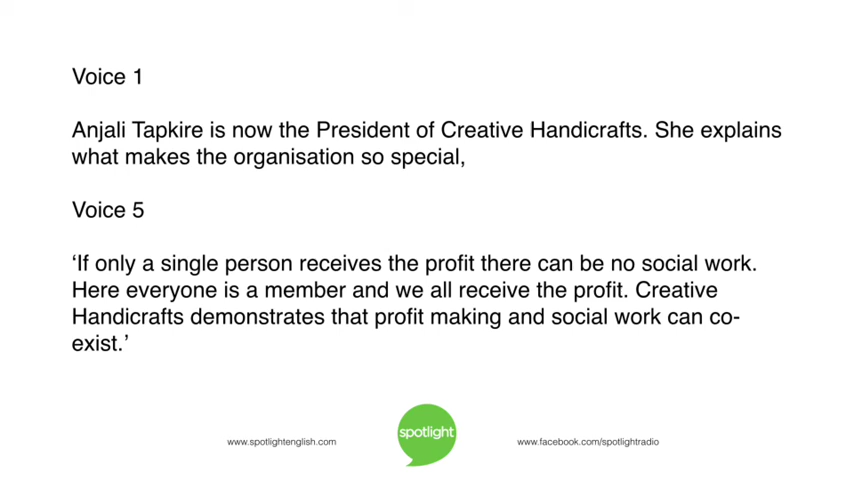 Voice 1
Anjali Tapkire is now the President of Creative Handicrafts. She explains
what makes the organisation so special,
Voice 5
‘If only a single person receives the profit there can be no social work.
Here everyone is a member and we all receive the profit. Creative
Handicrafts demonstrates that profit making and social work can co-
exist.’
www.spotlightenglish.com
spotlight
www.facebook.com/spotlightradio